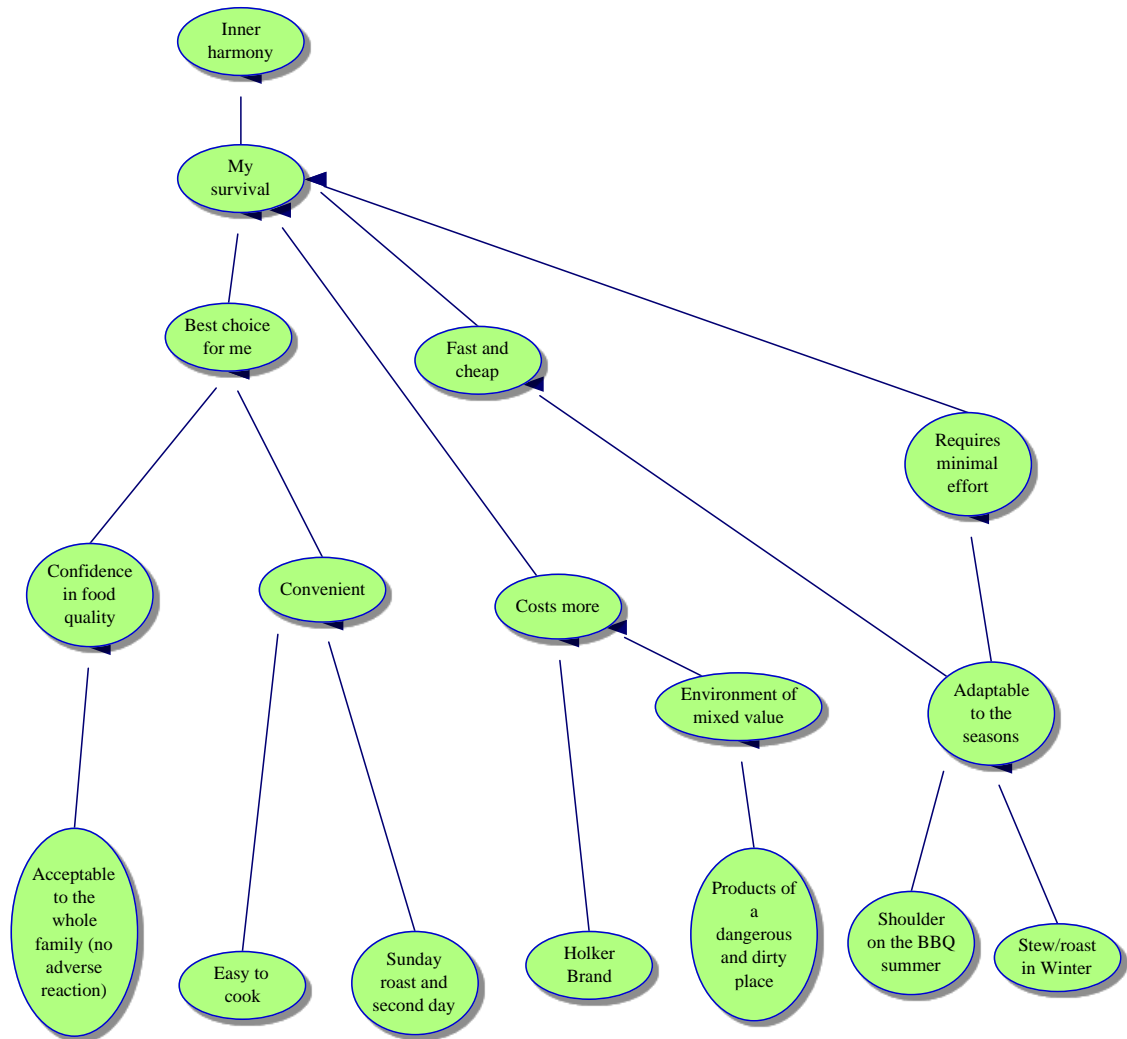 Inner
harmony
My
survival
Best choice
for me
Fast and
cheap
Requires
minimal
effort
Confidence
in food
quality
Convenient
Costs more
Environment of
mixed value
Adaptable
to the
seasons
Acceptable
to the
whole
family (no
adverse
reaction)
Easy to
cook
Sunday
roast and
second day
Holker
Brand
Products of
a
dangerous
and dirty
place
Shoulder
on the BBQ
summer
Stew/roast
in Winter